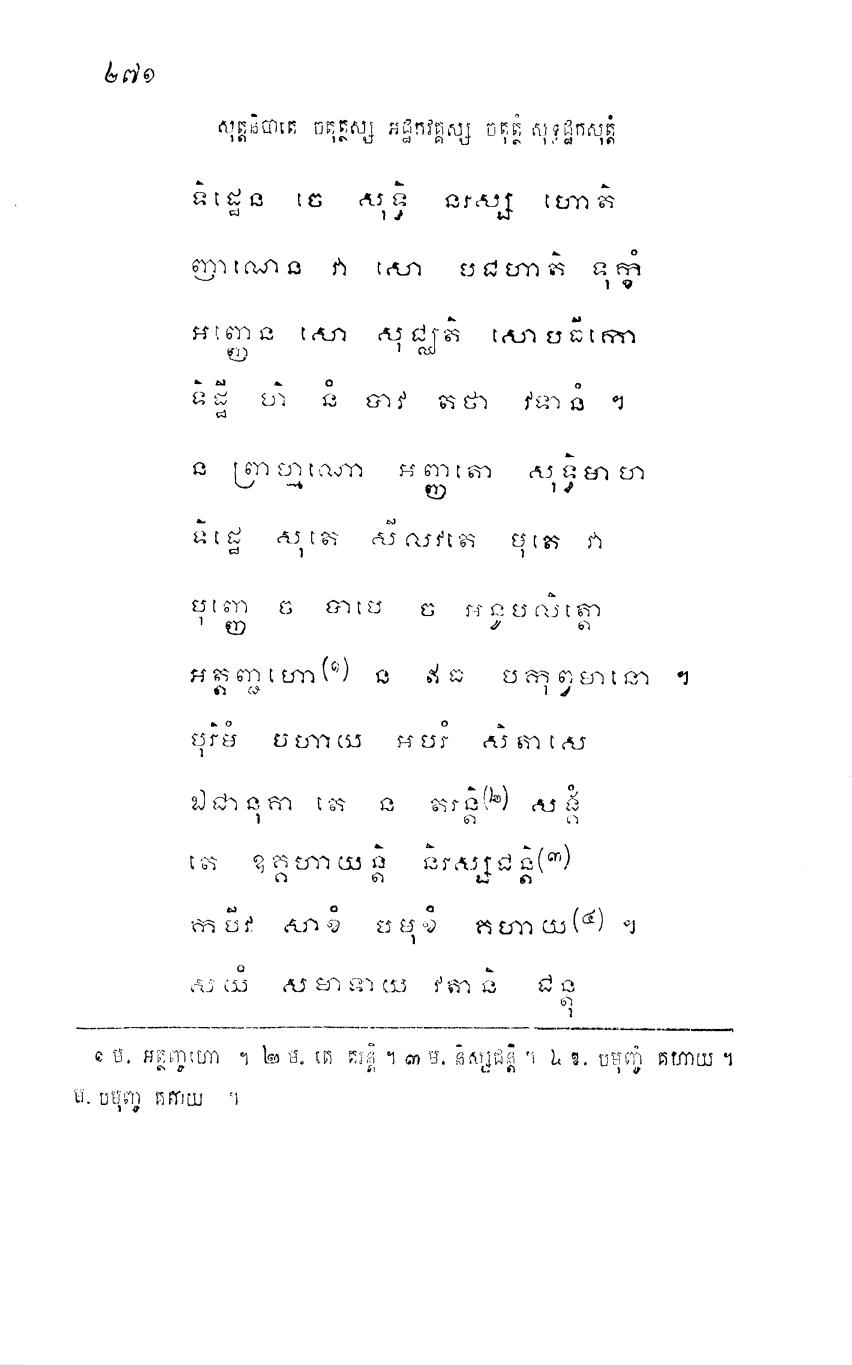 ២៧១
សុត្តនិបាតេ ចតុត្ថស្ស អដ្ឋកវគ្គស្ស ចតុត្ថំ សុទ្ធដ្ឋកសុត្តំ
ទិដ្ឋេន ចេ សុទ្ធិ នរស្ស ហោតិ
ញាណេន វា សោ បជហាតិ ទុក្ខំ
អញ្ញេន សោ សុជ្ឈតិ សោបធីកោ
ទិដ្ឋី ហិ នំ បាវ តថា វទានំ ។
ន ព្រាហ្មណោ អញ្ញតោ សុទ្ធិមាហ
ទិដ្ឋេ សុតេ សីលវតេ មុតេ វា
បុញ្ញេ ច បាបេ ច អនូបលិត្តោ
អត្តញ្ជហោ(១) ន ឥធ បកុព្វមានោ ។
បុរិមំ បហាយ អបរំ សិតាសេ
ឯជានុគា តេ ន តរន្តិ(២) សង្គំ
តេ ឧគ្គហាយន្តិ និរស្សជន្តិ(៣)
កបីវ សាខំ បមុខំ គហាយ(៤) ។
សយំ សមាទាយ វតានិ ជន្តុ
១ ម. អត្តញ្ចហោ ។ ២ ម. តេ តរន្តិ ។ ៣ ម. និស្សជន្តិ ។ ៤ ឱ. បមុញ្ចំ គហាយ ។
ម. បមុញ្ច គហាយ ។